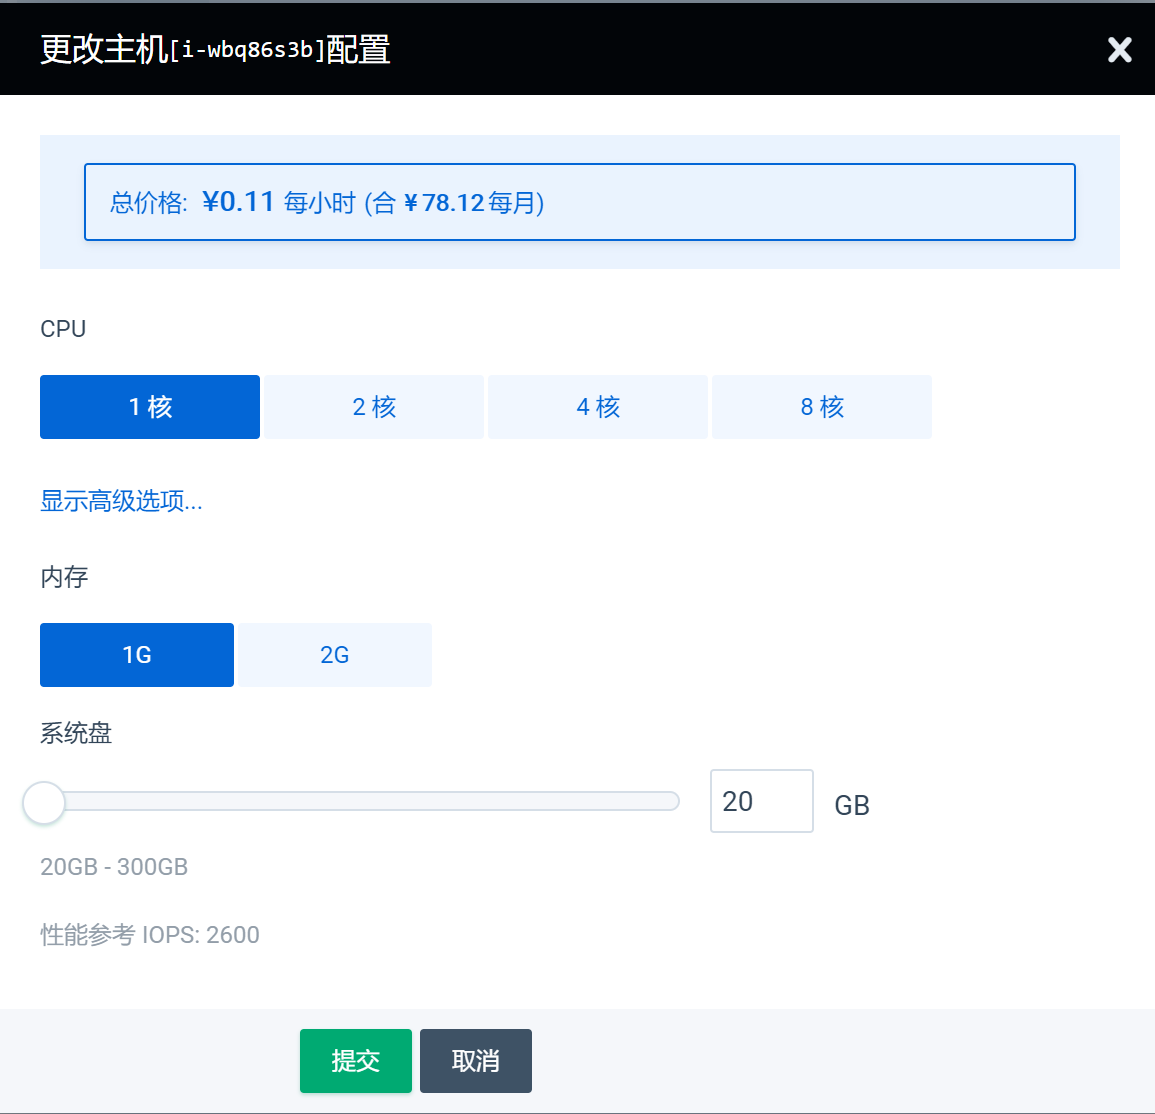 更改主机[i-wbq86s3b]配置
总价格: ¥0.11 每小时 (合 ¥78.12每月)
CPU
1 核 2 核 4 核 8 核
显示高级选项...
内存
1G 2G
系统盘
20 GB
20GB - 300GB
性能参考 IOPS: 2600
提交 取消